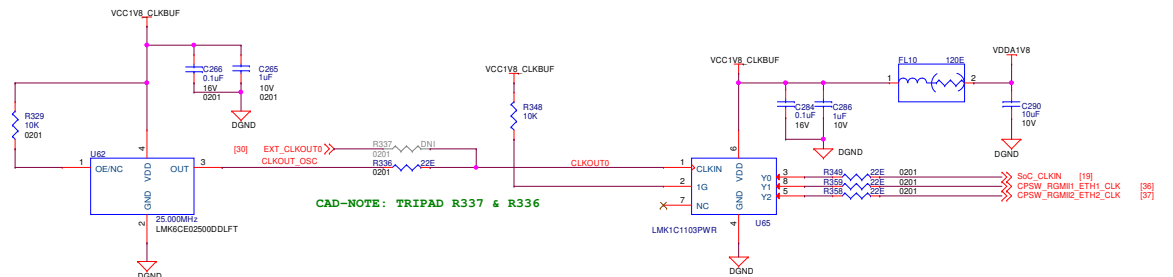 VCC1V8_CLKBUF
C266
0.1uF
16V
0201
C265
1uF
10V
0201
DGND
R329
10K
0201
U62
1
OE/NC
4
VDD
OUT
3
GND
2
25.000MHz
LMK6CE02500DDLFT
DGND
[30]
EXT_CLKOUT0
CLKOUT_OSC
R337
DNI
0201
R336
22E
0201
CAD-NOTE: TRIPAD R337 & R336
VCC1V8_CLKBUF
R348
10K
CLKOUT0
VCC1V8_CLKBUF
C284
0.1uF
16V
C286
1uF
10V
DGND
FL10
120E
1
2
VDDA1V8
C290
10uF
10V
DGND
6
VDD
1
CLKIN
2
1G
7
NC
GND
4
Y0
3
Y1
8
Y2
5
LMK1C1103PWR
U65
DGND
R349
22E
0201
SoC_CLKIN
[19]
R359
22E
0201
CPSW_RGMII1_ETH1_CLK
[36]
R358
22E
0201
CPSW_RGMII2_ETH2_CLK
[37]